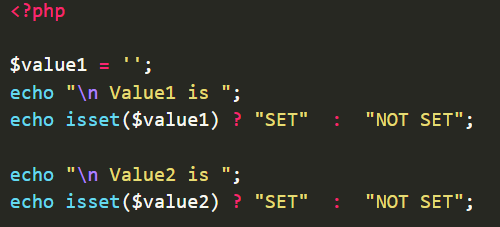 <?php
$value1 = '';
echo "\n Value1 is ";
echo isset($value1) ? "SET"  :  "NOT SET";
echo "\n Value2 is ";
echo isset($value2) ? "SET"  :  "NOT SET";